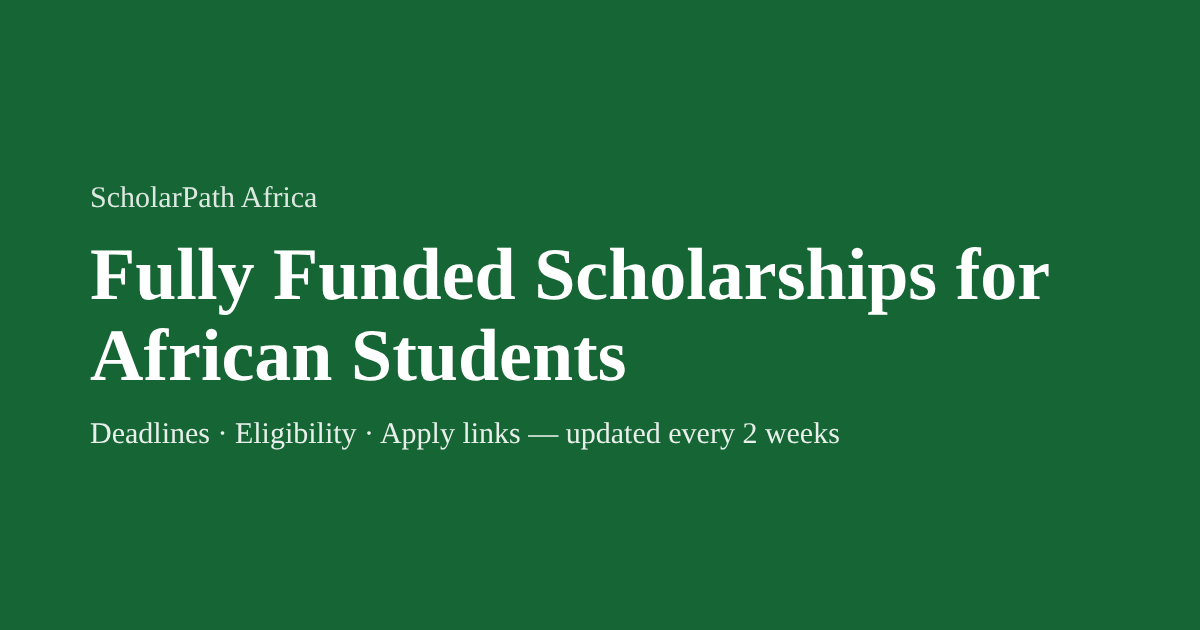 ScholarPath Africa
Fully Funded Scholarships for
African Students
Deadlines · Eligibility · Apply links — updated every 2 weeks